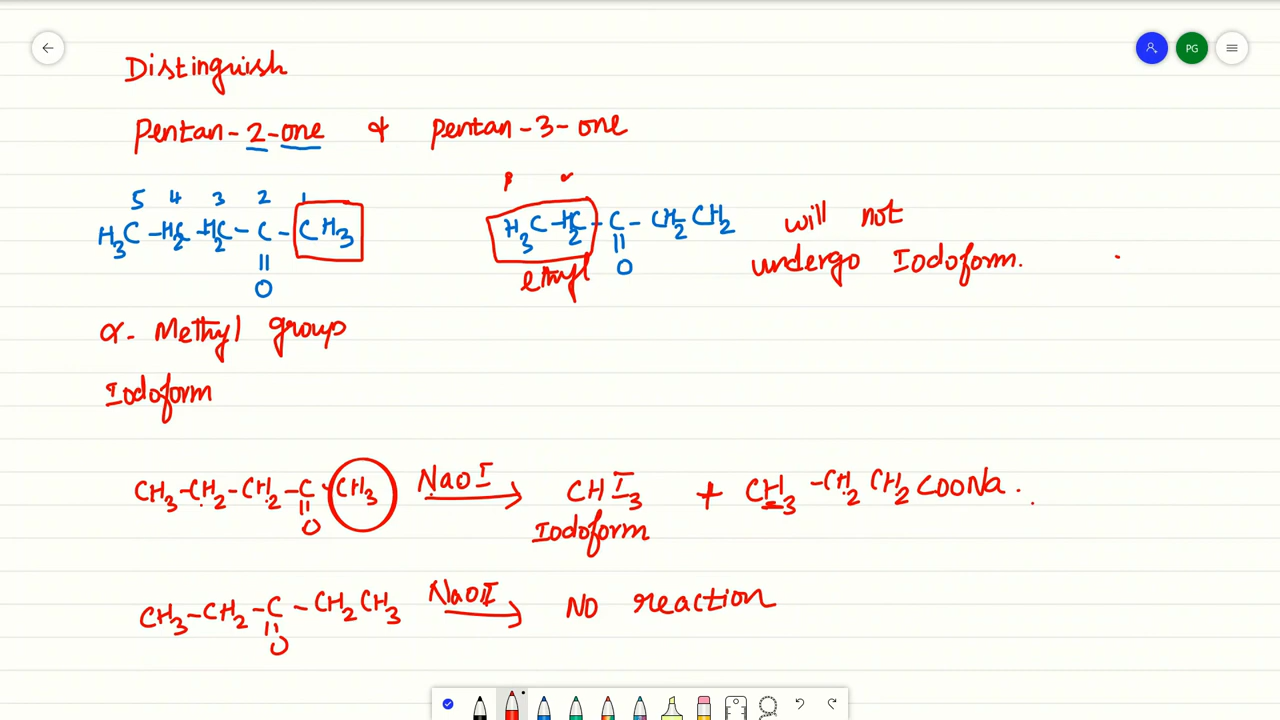 PG
Distinguish
Pentan-2-one & Pentan-3-one
5 4 3 2 1
β α
H₃C-H₂C-H₂C-C-CH₃
||
O
H₃C-H₂C-C-CH₂CH₂
||
O
ethyl
will not
undergo Iodoform.
α- Methyl group
Iodoform
CH₃-CH₂-CH₂-C-CH₃ NaOI → CHI₃ + CH₃-CH₂CH₂COONa.
||
O
Iodoform
CH₃-CH₂-C-CH₂CH₃ NaOI → NO reaction
||
O